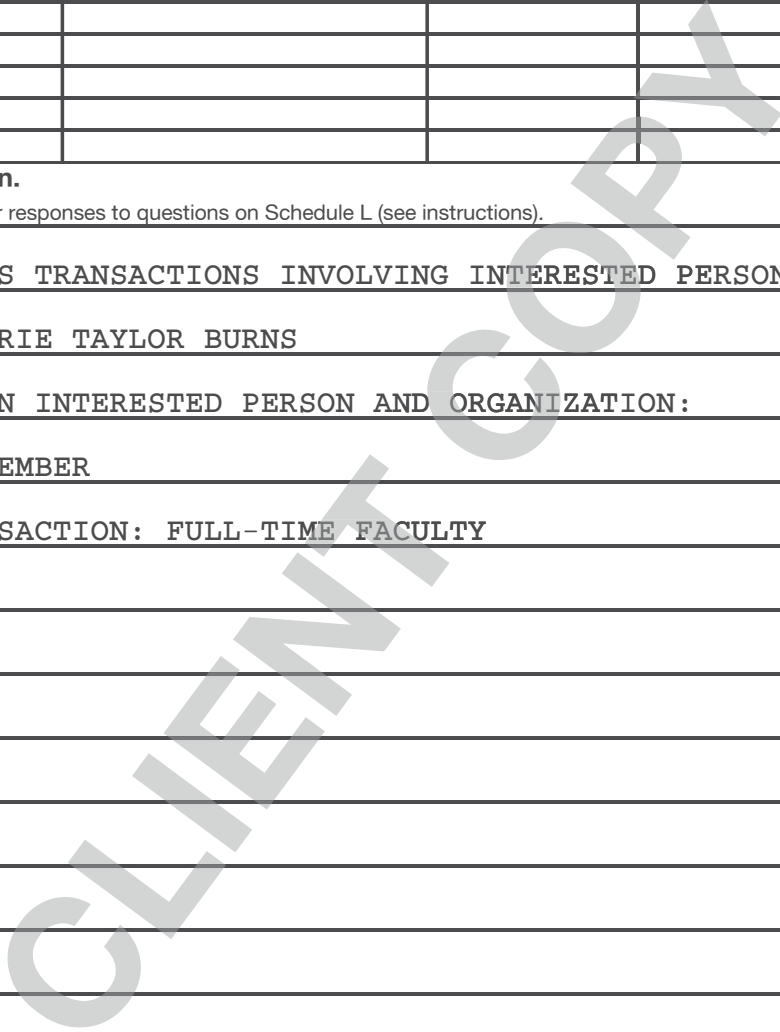 n.
r responses to questions on Schedule L (see instructions).
S TRANSACTIONS INVOLVING INTERESTED PERSON
RIE TAYLOR BURNS
N INTERESTED PERSON AND ORGANIZATION:
EMBER
SACTION: FULL-TIME FACULTY
CLIENT COPY